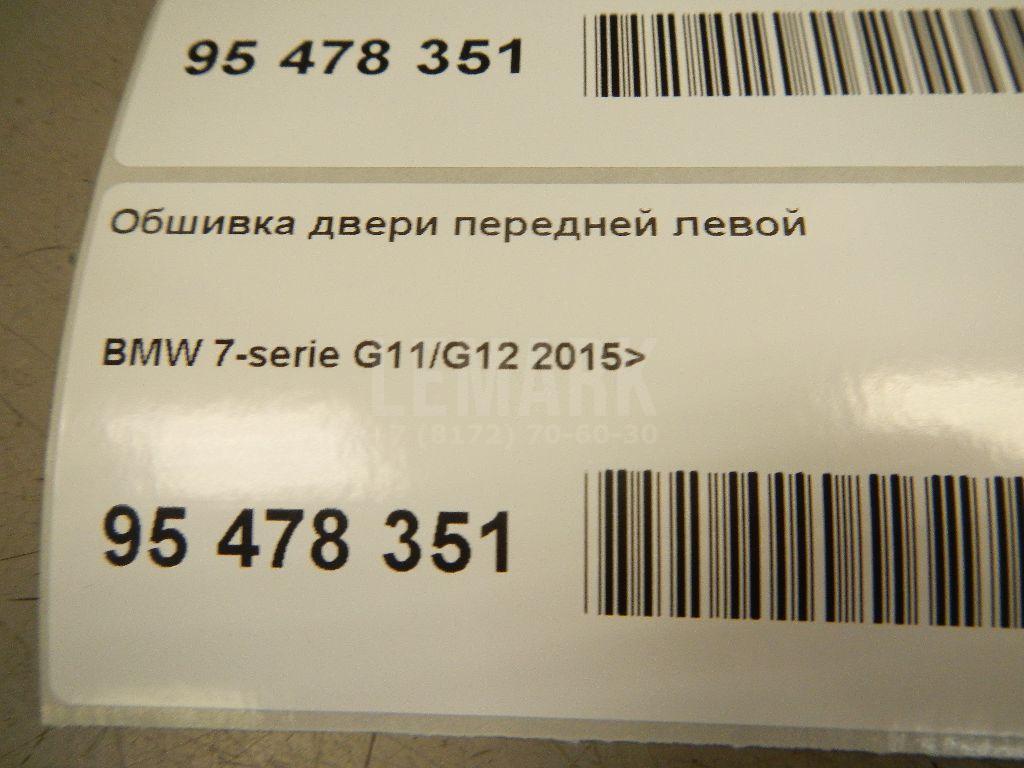 95 478 351
Обшивка двери передней левой
BMW 7-serie G11/G12 2015>
LEMARK
+7 (8172) 70-60-30
95 478 351